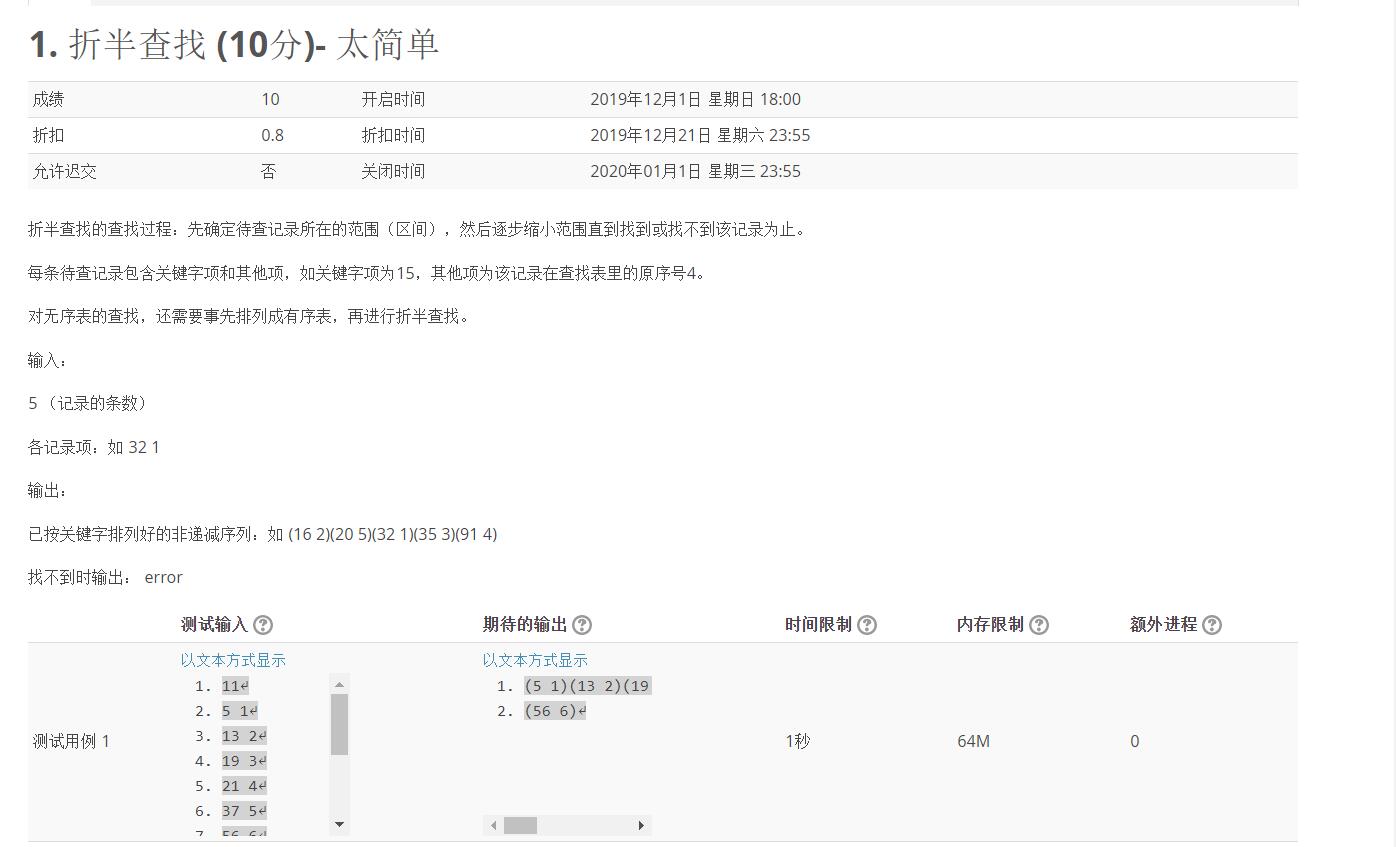 1. 折半查找 (10分)- 太简单
成绩 10 开启时间 2019年12月1日 星期日 18:00
折扣 0.8 折扣时间 2019年12月21日 星期六 23:55
允许迟交 否 关闭时间 2020年01月1日 星期三 23:55
折半查找的查找过程：先确定待查记录所在的范围（区间），然后逐步缩小范围直到找到或找不到该记录为止。
每条待查记录包含关键字项和其他项，如关键字项为15，其他项为该记录在查找表里的原序号4。
对无序表的查找，还需要事先排列成有序表，再进行折半查找。
输入：
5 （记录的条数）
各记录项：如 32 1
输出：
已按关键字排列好的非递减序列：如 (16 2)(20 5)(32 1)(35 3)(91 4)
找不到时输出： error
测试输入 期待的输出 时间限制 内存限制 额外进程
以文本方式显示 以文本方式显示
测试用例 1
1. 11↵
2. 5 1↵
3. 13 2↵
4. 19 3↵
5. 21 4↵
6. 37 5↵
7. 56 6↵
1. (5 1)(13 2)(19
2. (56 6)↵
1秒
64M
0